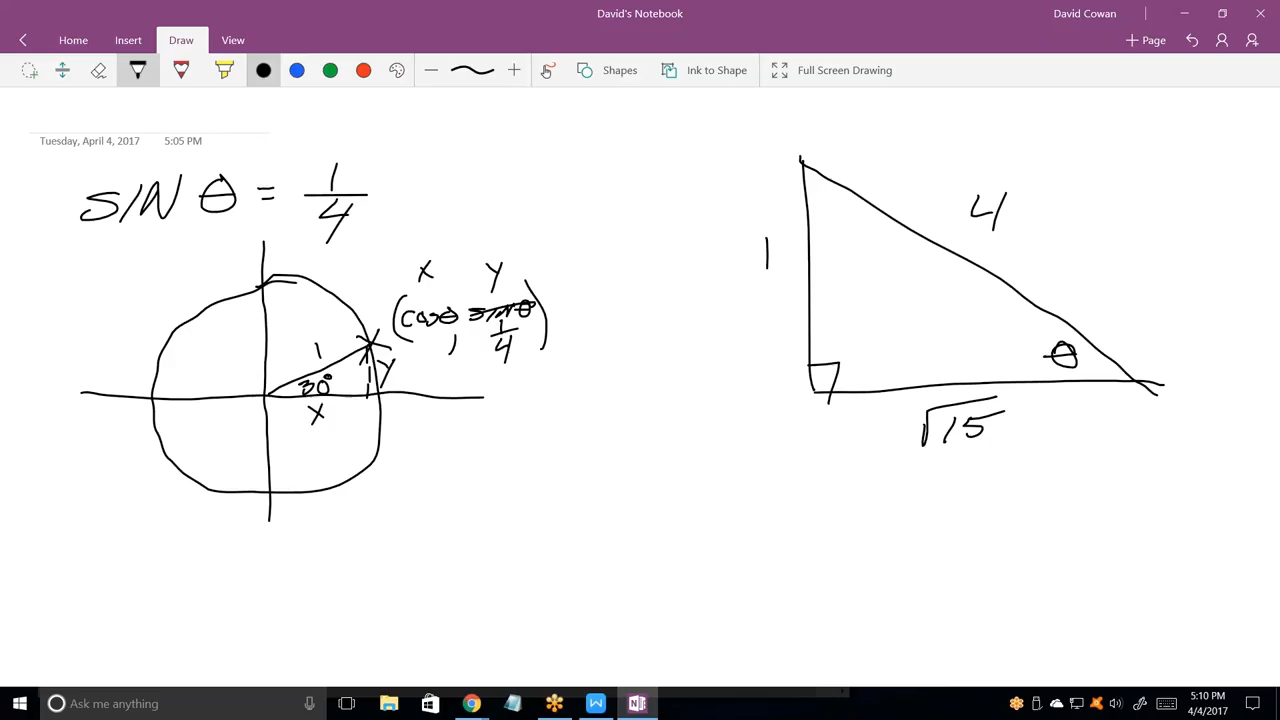 David's Notebook
David Cowan
Home Insert Draw View
Page
Shapes Ink to Shape Full Screen Drawing
Tuesday, April 4, 2017 5:05 PM
SIN θ = 1/4
x y
(cos θ, sin θ 1/4)
1
30°
y
x
1
4
θ
√15
Ask me anything
5:10 PM
4/4/2017